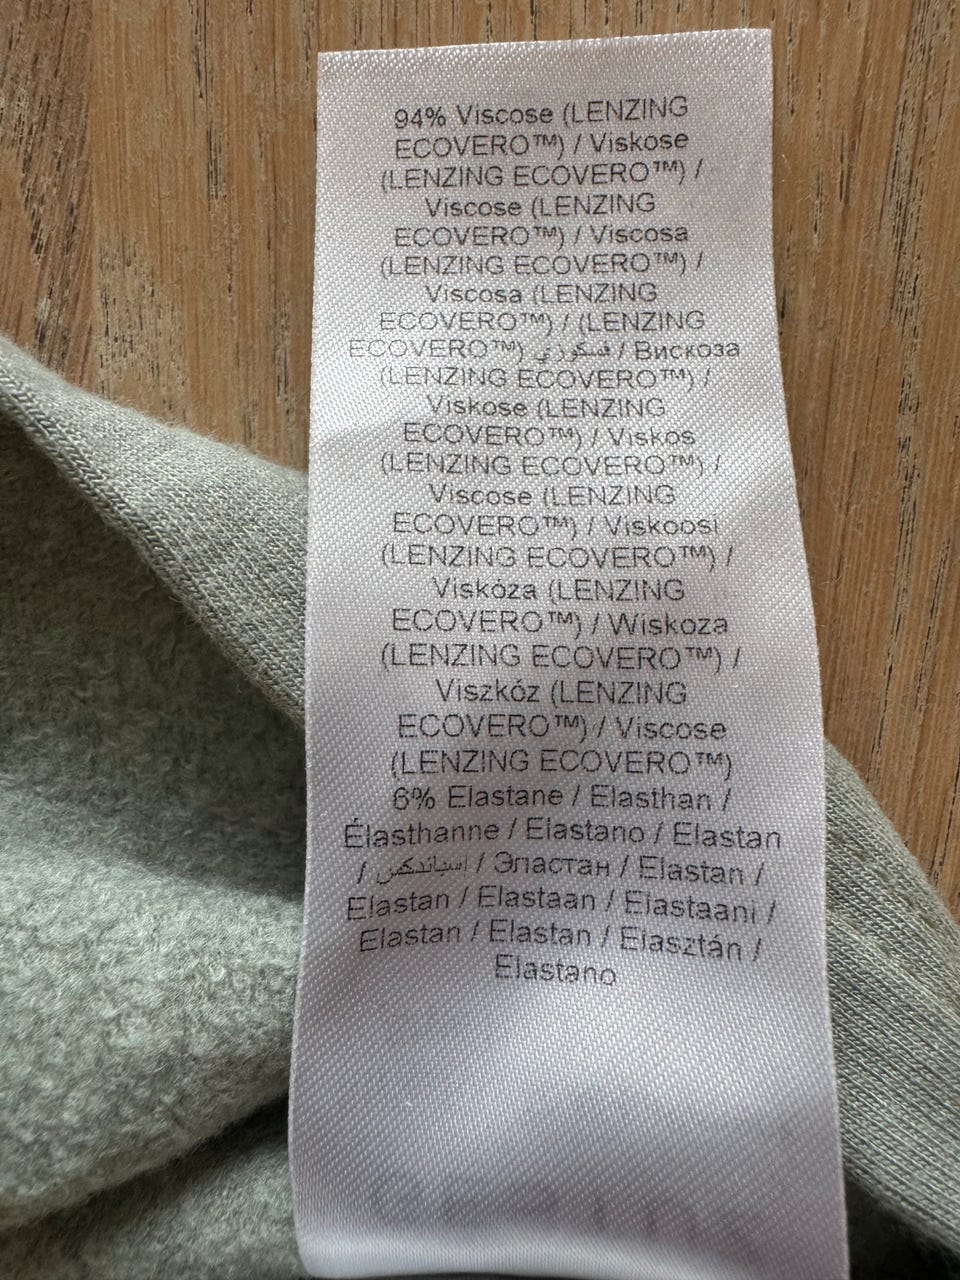 94% Viscose (LENZING
ECOVERO™) / Viskose
(LENZING ECOVERO™) /
Viscose (LENZING
ECOVERO™) / Viscosa
(LENZING ECOVERO™) /
Viscosa (LENZING
ECOVERO™) / (LENZING
ECOVERO™) فسكوزي / Вискоза
(LENZING ECOVERO™) /
Viskose (LENZING
ECOVERO™) / Viskos
(LENZING ECOVERO™) /
Viscose (LENZING
ECOVERO™) / Viskoosi
(LENZING ECOVERO™) /
Viskóza (LENZING
ECOVERO™) / Wiskoza
(LENZING ECOVERO™) /
Viszkóz (LENZING
ECOVERO™) / Viscose
(LENZING ECOVERO™)
6% Elastane / Elasthan /
Élasthanne / Elastano / Elastan
/ / Эластан / Elastan /
Elastan / Elastaan / Elastaani /
Elastan / Elastan / Elasztán /
Elastano